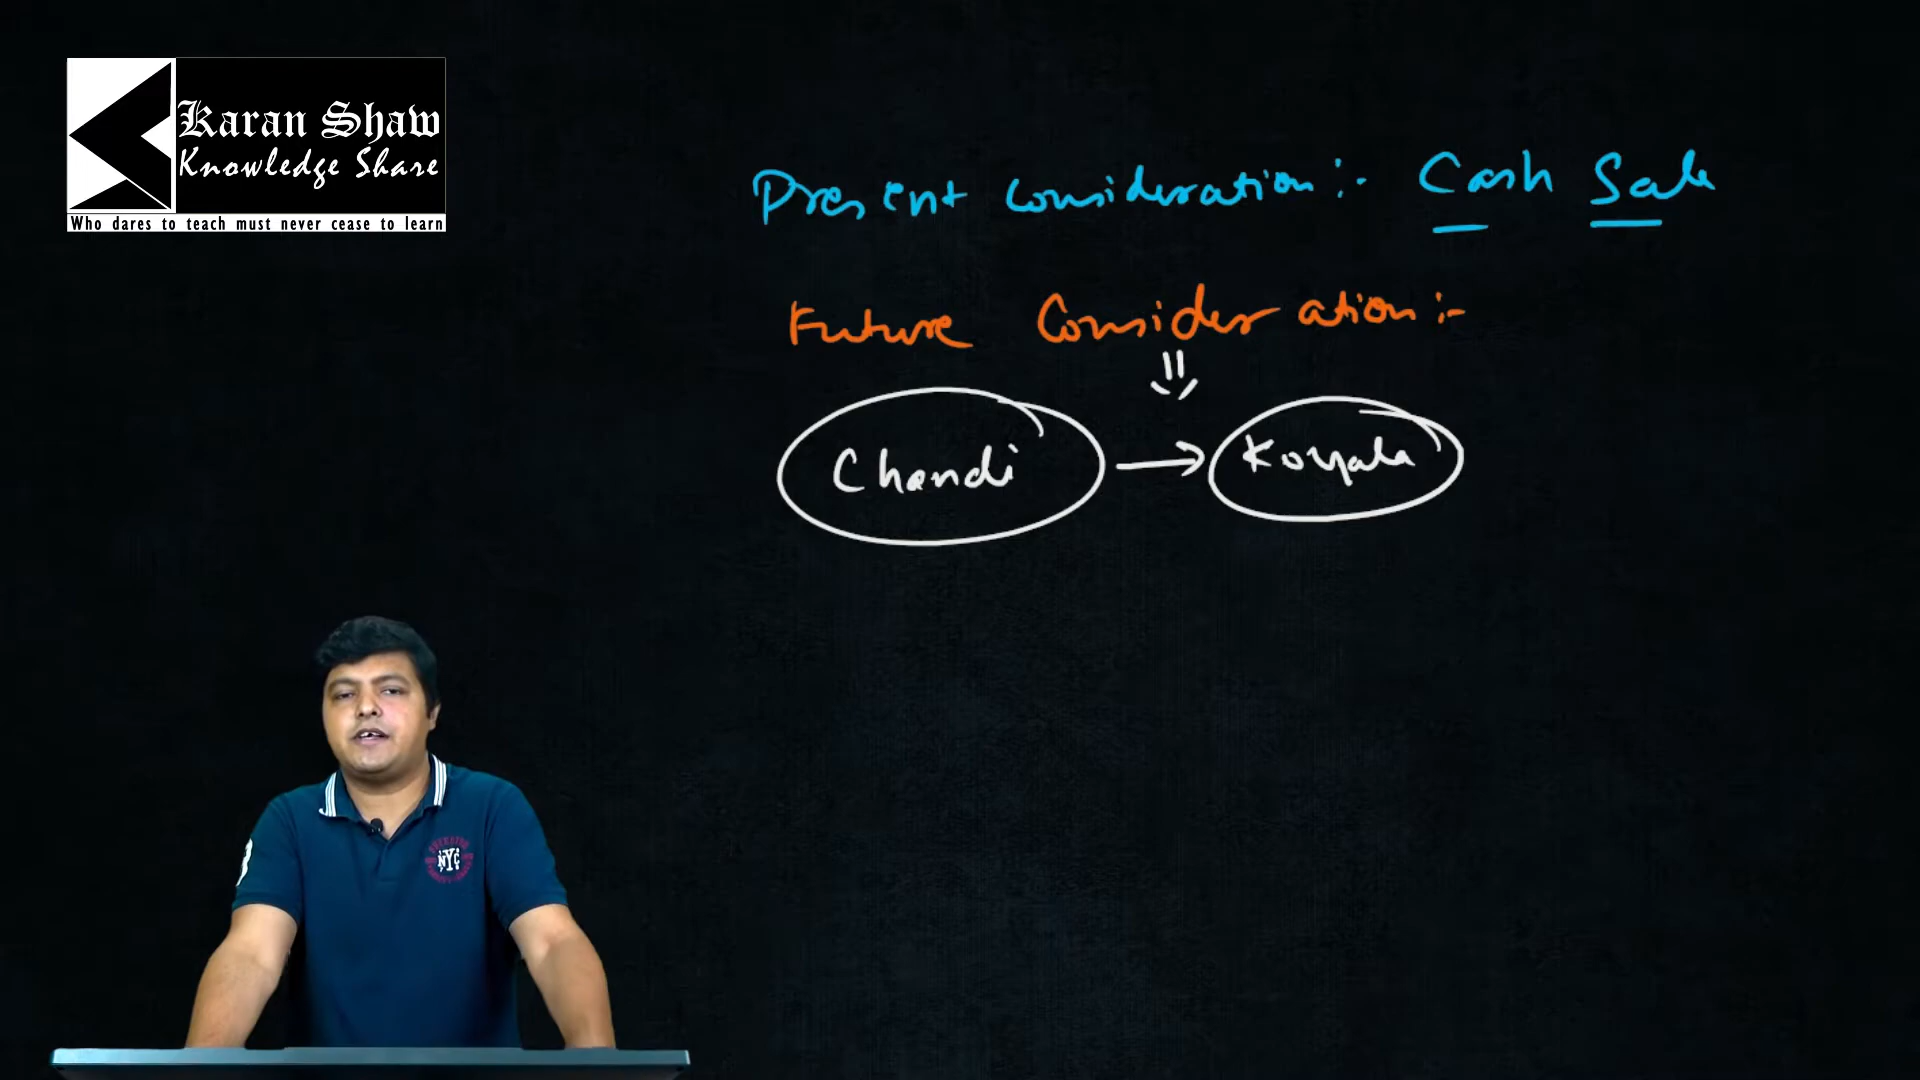 Karan Shaw
Knowledge Share
Who dares to teach must never cease to learn
Present consideration:- Cash Sale
Future Consideration:-
Chandi → Koyala
NYC